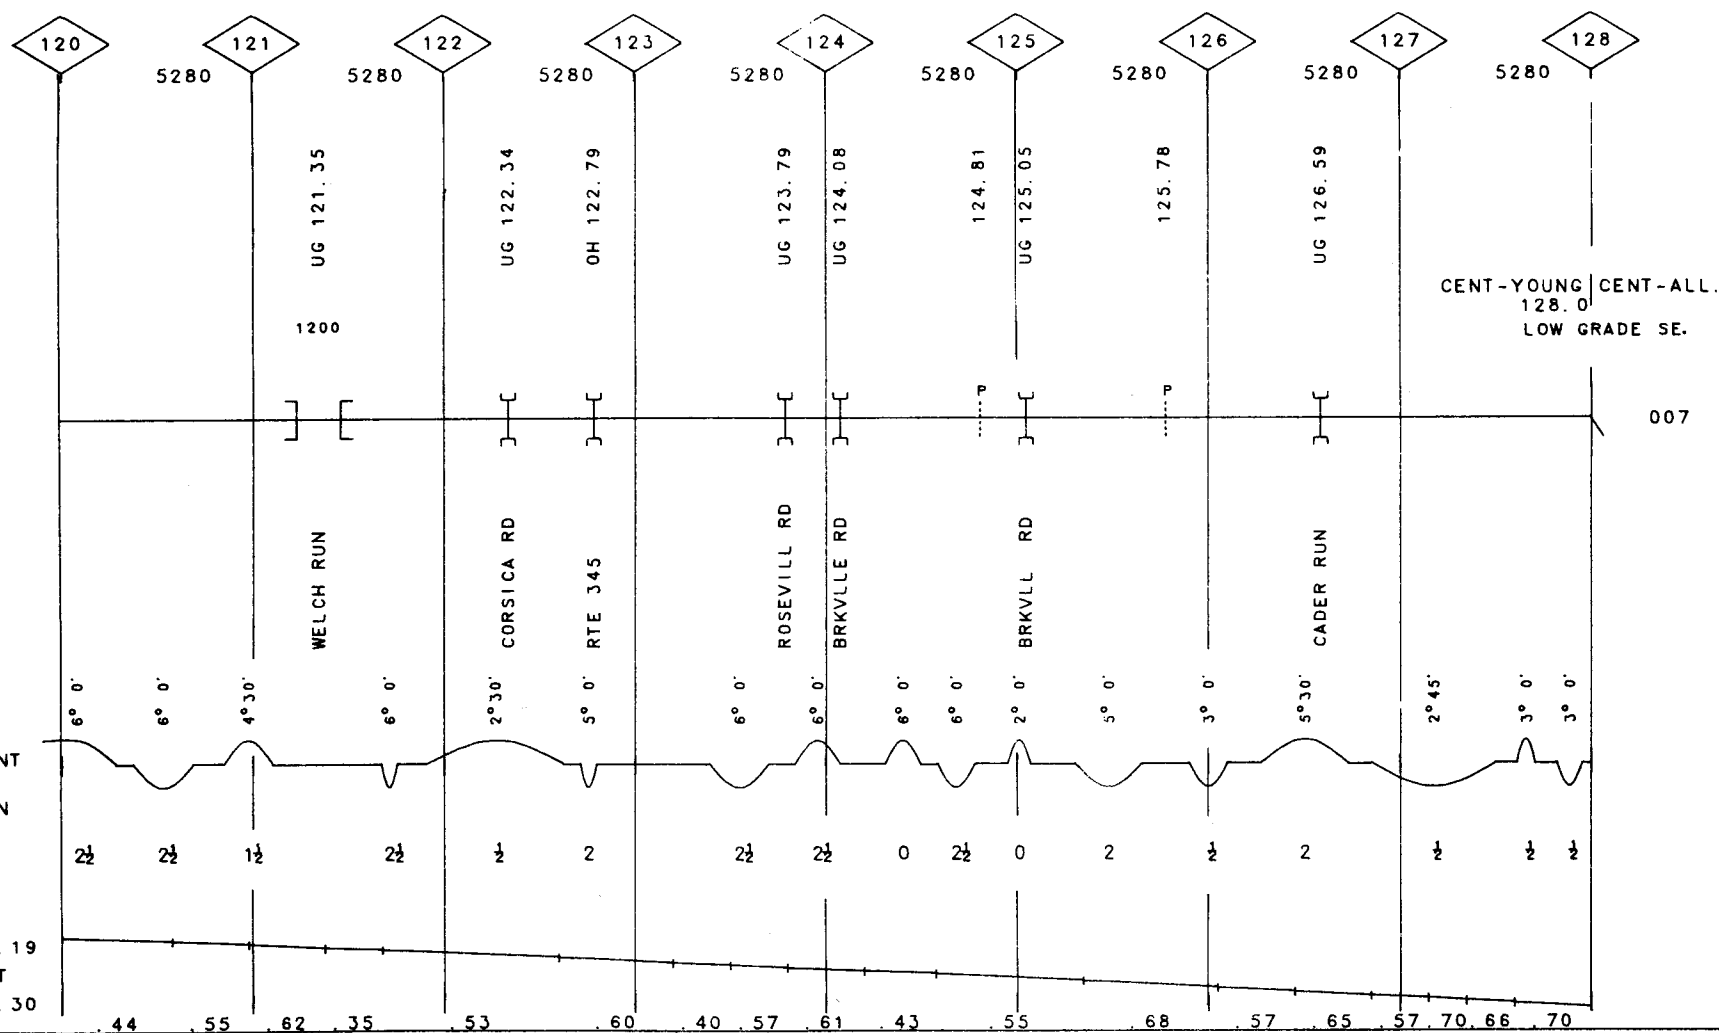 120 121 122 123 124 125 126 127 128
5280 5280 5280 5280 5280 5280 5280 5280
UG 121.35
UG 122.34
OH 122.79
UG 123.79
UG 124.08
124.81
UG 125.05
125.78
UG 126.59
CENT-YOUNG CENT-ALL.
128.0
LOW GRADE SE.
1200
P P
007
WELCH RUN
CORSICA RD
RTE 345
ROSEVILL RD
BRKVLLE RD
BRKVLL RD
CADER RUN
6° 0' 6° 0' 4°30' 6° 0' 2°30' 5° 0' 6° 0' 6° 0' 6° 0' 6° 0' 2° 0' 5° 0' 3° 0' 5°30' 2°45' 3° 0' 3° 0'
NT
N
2½ 2½ 1½ 2½ ½ 2 2½ 2½ 0 2½ 0 2 ½ 2 ½ ½ ½
19
T
30
.44 .55 .62 .35 .53 .60 .40 .57 .61 .43 .55 .68 .57 .65 .57 .70 .66 .70